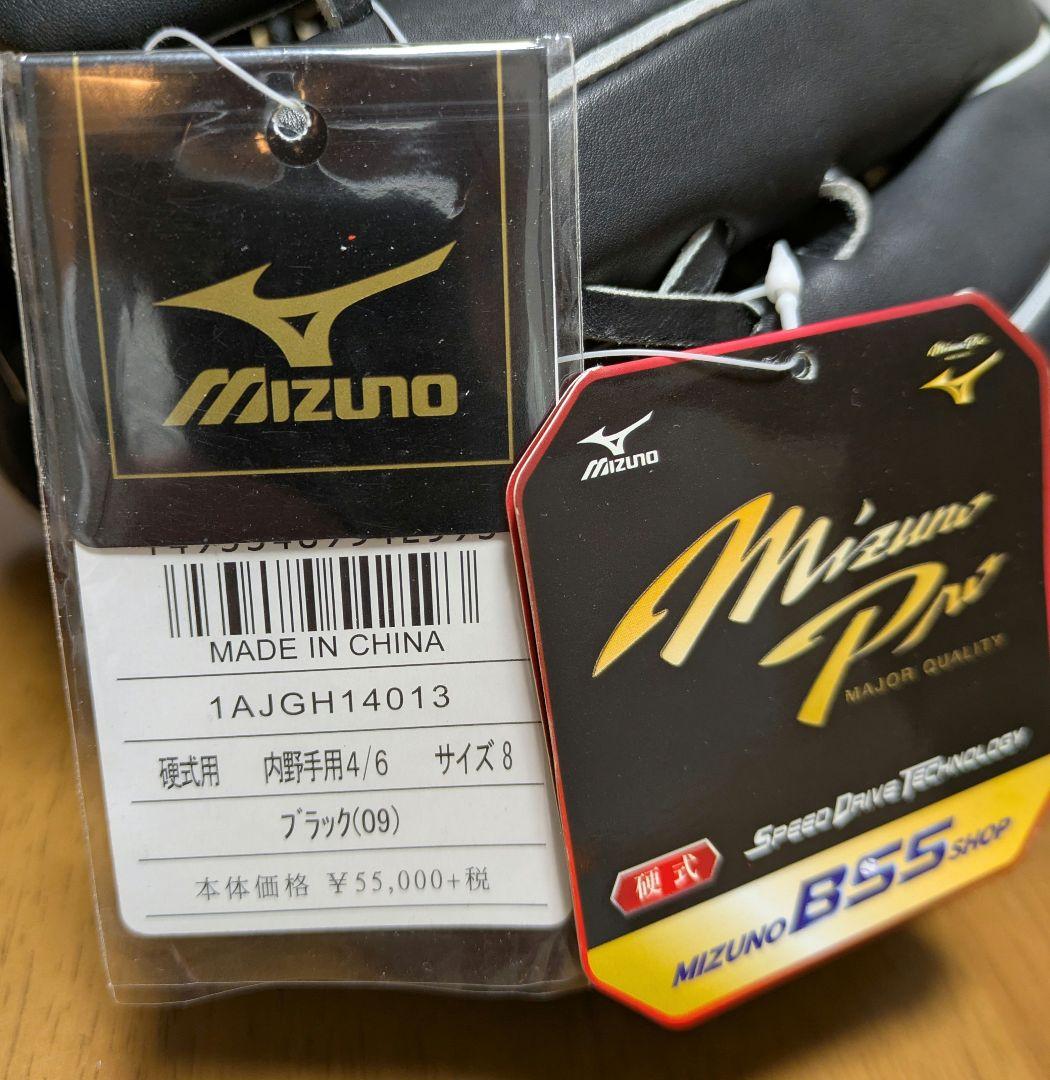 MIZUNO
MADE IN CHINA
1AJGH14013
硬式用 内野手用4/6 サイズ8
ブラック(09)
本体価格 ¥55,000+税
Mizuno Pro
MIZUNO
Mizuno
Pro
MAJOR QUALITY
SPEED DRIVE TECHNOLOGY
硬式
MIZUNO BSS SHOP